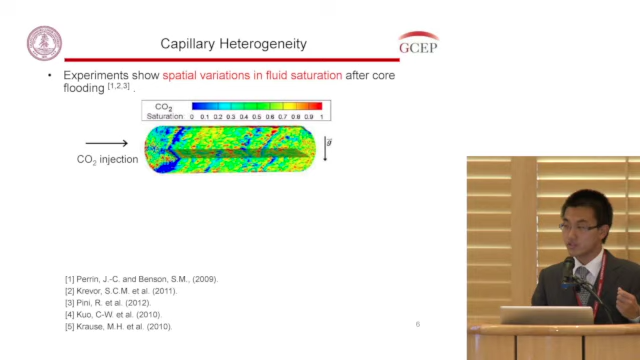 Capillary Heterogeneity
GCEP
• Experiments show spatial variations in fluid saturation after core
flooding [1,2,3] .
CO2
Saturation
0 0.1 0.2 0.3 0.4 0.5 0.6 0.7 0.8 0.9 1
CO2 injection
g
[1] Perrin, J.-C. and Benson, S.M., (2009).
[2] Krevor, S.C.M. et al. (2011).
[3] Pini, R. et al. (2012).
[4] Kuo, C-W. et al. (2010).
[5] Krause, M.H. et al. (2010).
6